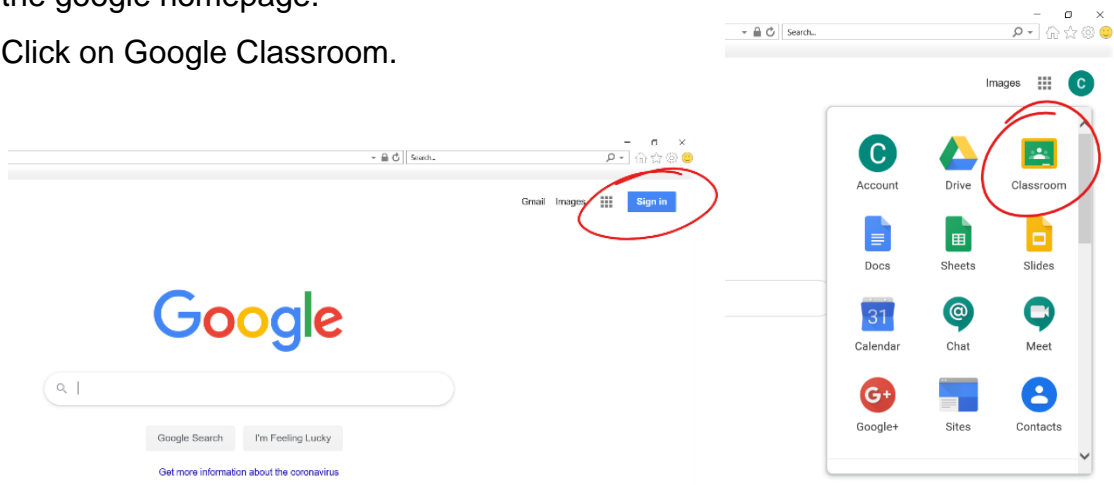 the google homepage.
Click on Google Classroom.
Search...
Gmail Images Sign in
Google
Google Search I'm Feeling Lucky
Get more information about the coronavirus
Search...
Images C
C
Account Drive Classroom
Docs Sheets Slides
31
Calendar Chat Meet
G+
Google+ Sites Contacts